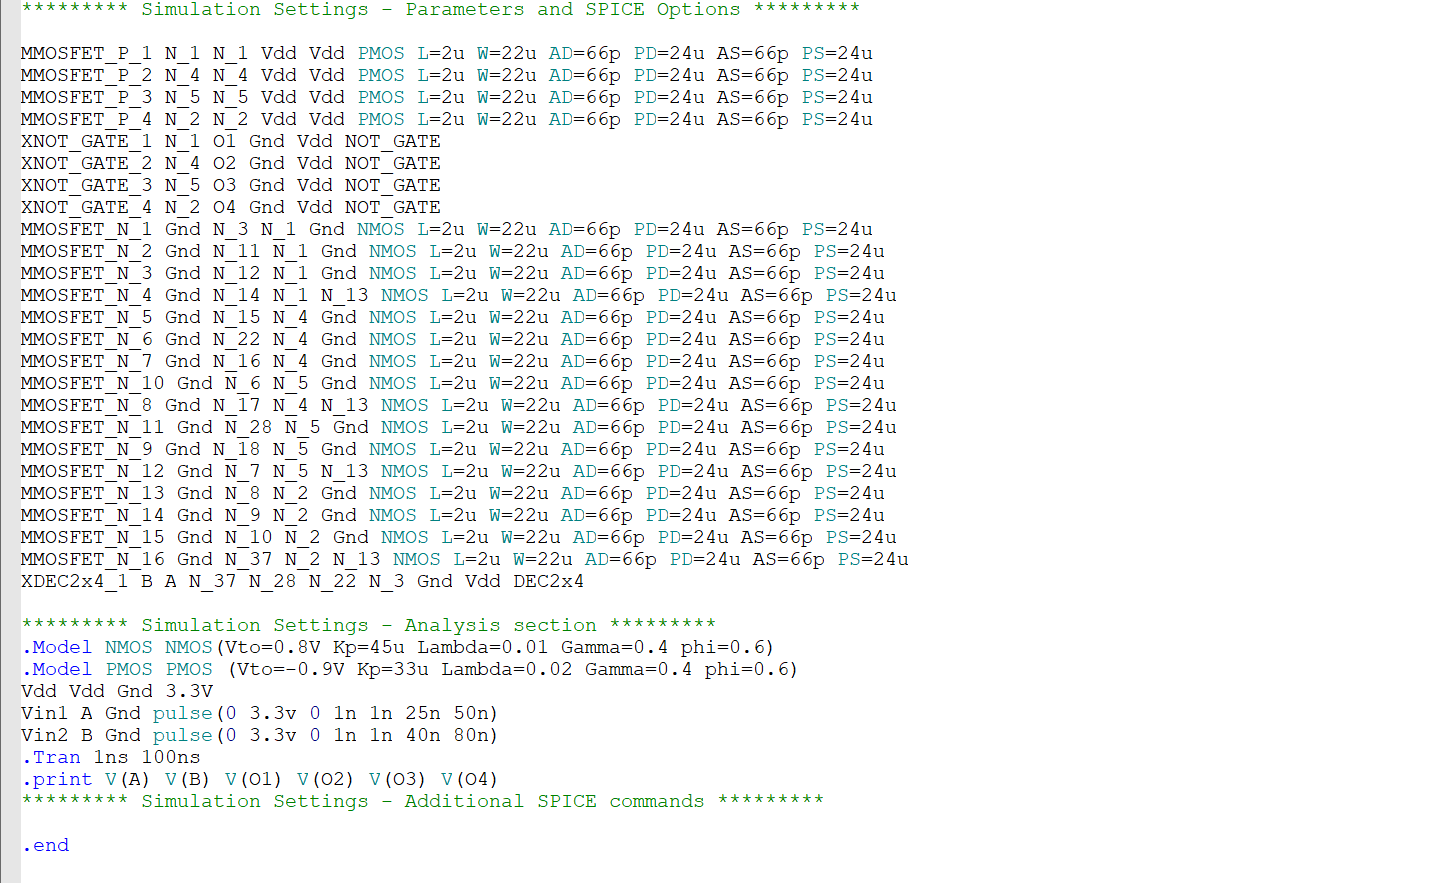 ********* Simulation Settings - Parameters and SPICE Options *********
MMOSFET_P_1 N_1 N_1 Vdd Vdd PMOS L=2u W=22u AD=66p PD=24u AS=66p PS=24u
MMOSFET_P_2 N_4 N_4 Vdd Vdd PMOS L=2u W=22u AD=66p PD=24u AS=66p PS=24u
MMOSFET_P_3 N_5 N_5 Vdd Vdd PMOS L=2u W=22u AD=66p PD=24u AS=66p PS=24u
MMOSFET_P_4 N_2 N_2 Vdd Vdd PMOS L=2u W=22u AD=66p PD=24u AS=66p PS=24u
XNOT_GATE_1 N_1 O1 Gnd Vdd NOT_GATE
XNOT_GATE_2 N_4 O2 Gnd Vdd NOT_GATE
XNOT_GATE_3 N_5 O3 Gnd Vdd NOT_GATE
XNOT_GATE_4 N_2 O4 Gnd Vdd NOT_GATE
MMOSFET_N_1 Gnd N_3 N_1 Gnd NMOS L=2u W=22u AD=66p PD=24u AS=66p PS=24u
MMOSFET_N_2 Gnd N_11 N_1 Gnd NMOS L=2u W=22u AD=66p PD=24u AS=66p PS=24u
MMOSFET_N_3 Gnd N_12 N_1 Gnd NMOS L=2u W=22u AD=66p PD=24u AS=66p PS=24u
MMOSFET_N_4 Gnd N_14 N_1 N_13 NMOS L=2u W=22u AD=66p PD=24u AS=66p PS=24u
MMOSFET_N_5 Gnd N_15 N_4 Gnd NMOS L=2u W=22u AD=66p PD=24u AS=66p PS=24u
MMOSFET_N_6 Gnd N_22 N_4 Gnd NMOS L=2u W=22u AD=66p PD=24u AS=66p PS=24u
MMOSFET_N_7 Gnd N_16 N_4 Gnd NMOS L=2u W=22u AD=66p PD=24u AS=66p PS=24u
MMOSFET_N_10 Gnd N_6 N_5 Gnd NMOS L=2u W=22u AD=66p PD=24u AS=66p PS=24u
MMOSFET_N_8 Gnd N_17 N_4 N_13 NMOS L=2u W=22u AD=66p PD=24u AS=66p PS=24u
MMOSFET_N_11 Gnd N_28 N_5 Gnd NMOS L=2u W=22u AD=66p PD=24u AS=66p PS=24u
MMOSFET_N_9 Gnd N_18 N_5 Gnd NMOS L=2u W=22u AD=66p PD=24u AS=66p PS=24u
MMOSFET_N_12 Gnd N_7 N_5 N_13 NMOS L=2u W=22u AD=66p PD=24u AS=66p PS=24u
MMOSFET_N_13 Gnd N_8 N_2 Gnd NMOS L=2u W=22u AD=66p PD=24u AS=66p PS=24u
MMOSFET_N_14 Gnd N_9 N_2 Gnd NMOS L=2u W=22u AD=66p PD=24u AS=66p PS=24u
MMOSFET_N_15 Gnd N_10 N_2 Gnd NMOS L=2u W=22u AD=66p PD=24u AS=66p PS=24u
MMOSFET_N_16 Gnd N_37 N_2 N_13 NMOS L=2u W=22u AD=66p PD=24u AS=66p PS=24u
XDEC2x4_1 B A N_37 N_28 N_22 N_3 Gnd Vdd DEC2x4
********* Simulation Settings - Analysis section *********
.Model NMOS NMOS(Vto=0.8V Kp=45u Lambda=0.01 Gamma=0.4 phi=0.6)
.Model PMOS PMOS (Vto=-0.9V Kp=33u Lambda=0.02 Gamma=0.4 phi=0.6)
Vdd Vdd Gnd 3.3V
Vin1 A Gnd pulse(0 3.3v 0 1n 1n 25n 50n)
Vin2 B Gnd pulse(0 3.3v 0 1n 1n 40n 80n)
.Tran 1ns 100ns
.print V(A) V(B) V(O1) V(O2) V(O3) V(O4)
********* Simulation Settings - Additional SPICE commands *********
.end